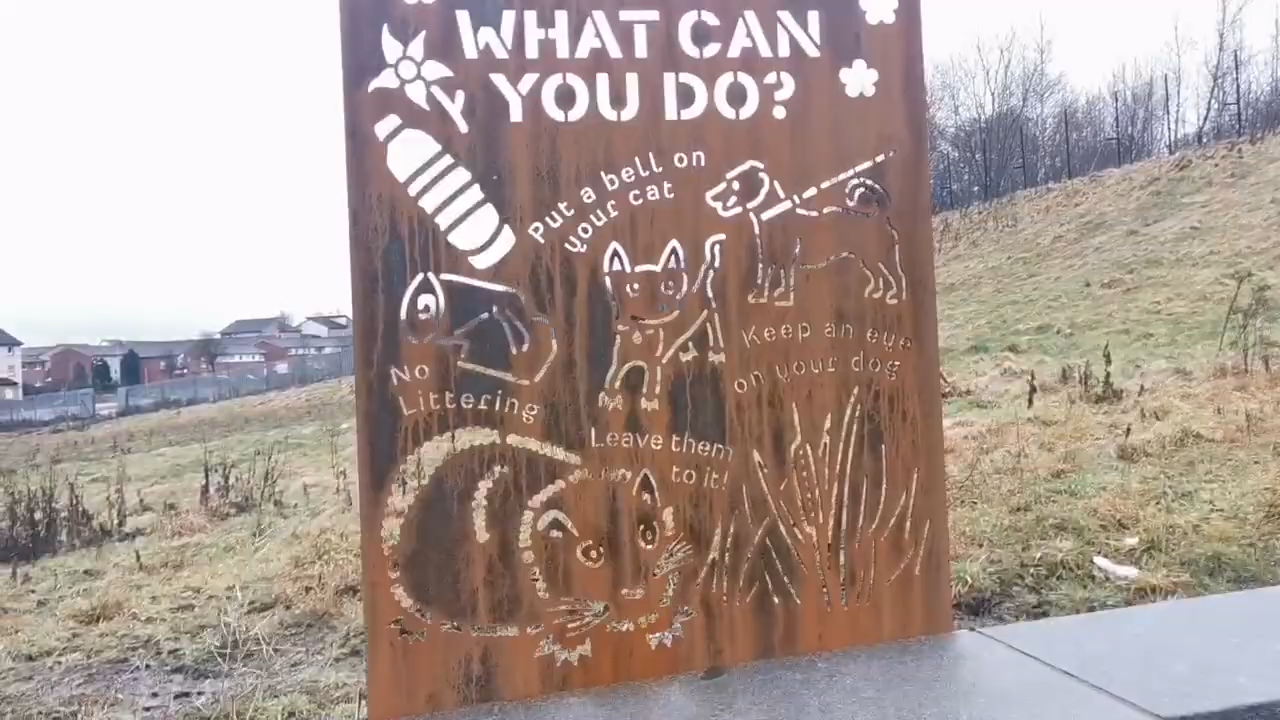 WHAT CAN
YOU DO?
Put a bell on
your cat
Keep an eye
on your dog
No
Littering
Leave them
to it!